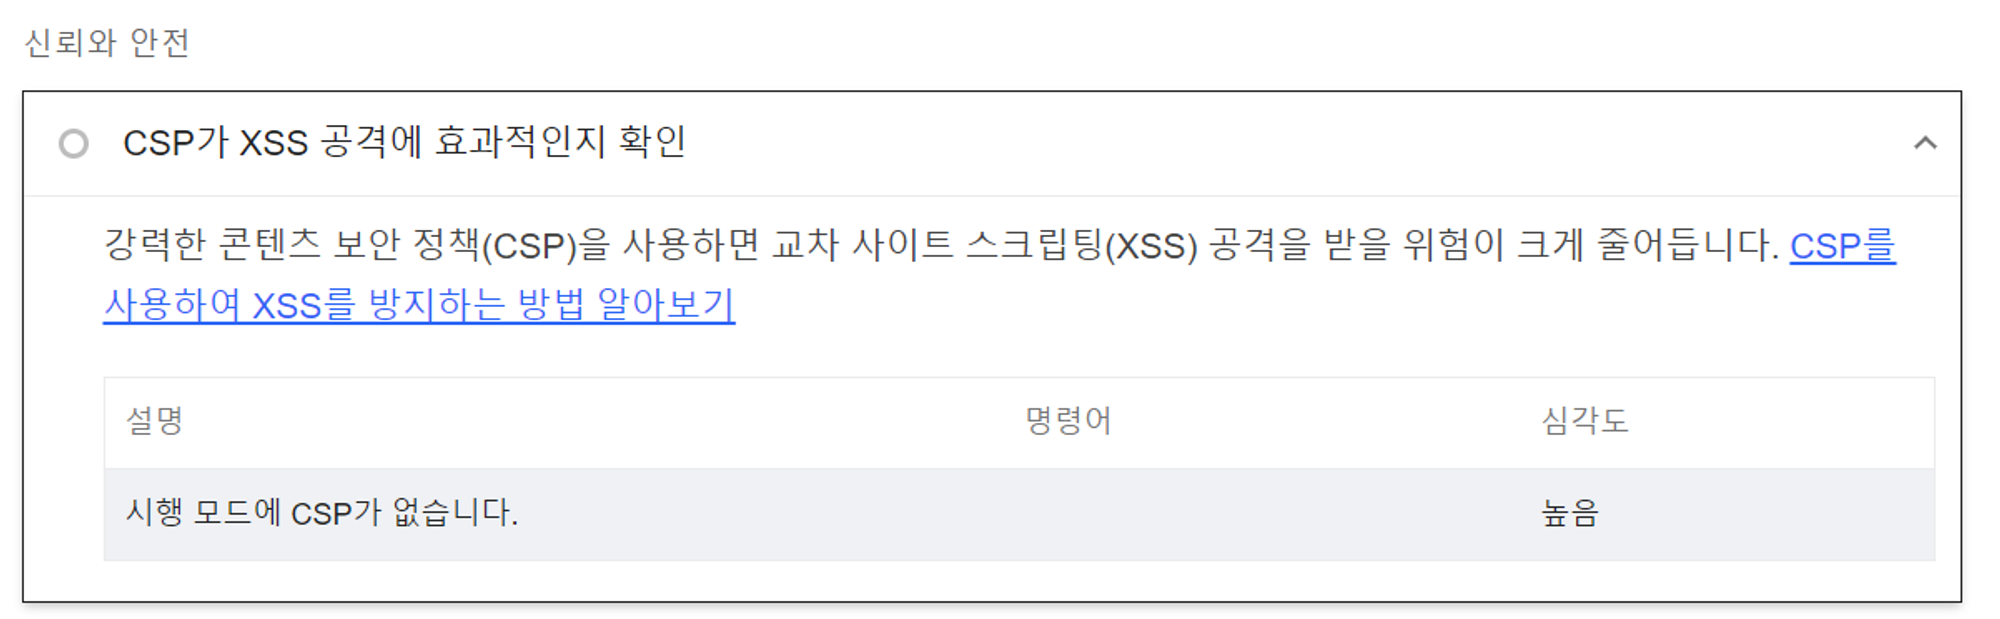 신뢰와 안전
CSP가 XSS 공격에 효과적인지 확인
강력한 콘텐츠 보안 정책(CSP)을 사용하면 교차 사이트 스크립팅(XSS) 공격을 받을 위험이 크게 줄어듭니다. CSP를
사용하여 XSS를 방지하는 방법 알아보기
설명 명령어 심각도
시행 모드에 CSP가 없습니다. 높음